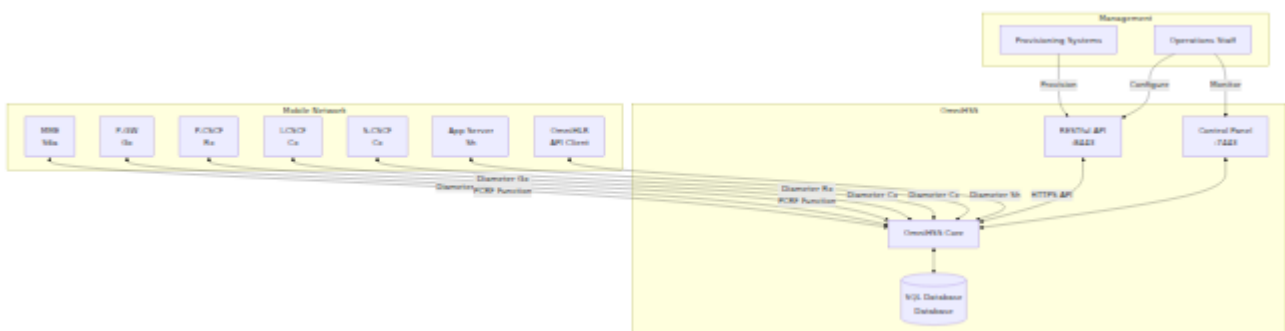 Management
Provisioning Systems
Operations Staff
Provision
Configure
Monitor
Mobile Network
OmniHSS
MME
S6a
P-GW
Gx
P-CSCF
Rx
I-CSCF
Cx
S-CSCF
Cx
App Server
Sh
OmniHLR
API Client
RESTful API
:8443
Control Panel
:7443
Diameter Gx
PCRF Function
Diameter
Diameter Rx
PCRF Function
Diameter Cx
Diameter Cx
Diameter Sh
HTTPS API
OmniHSS Core
SQL Database
Database